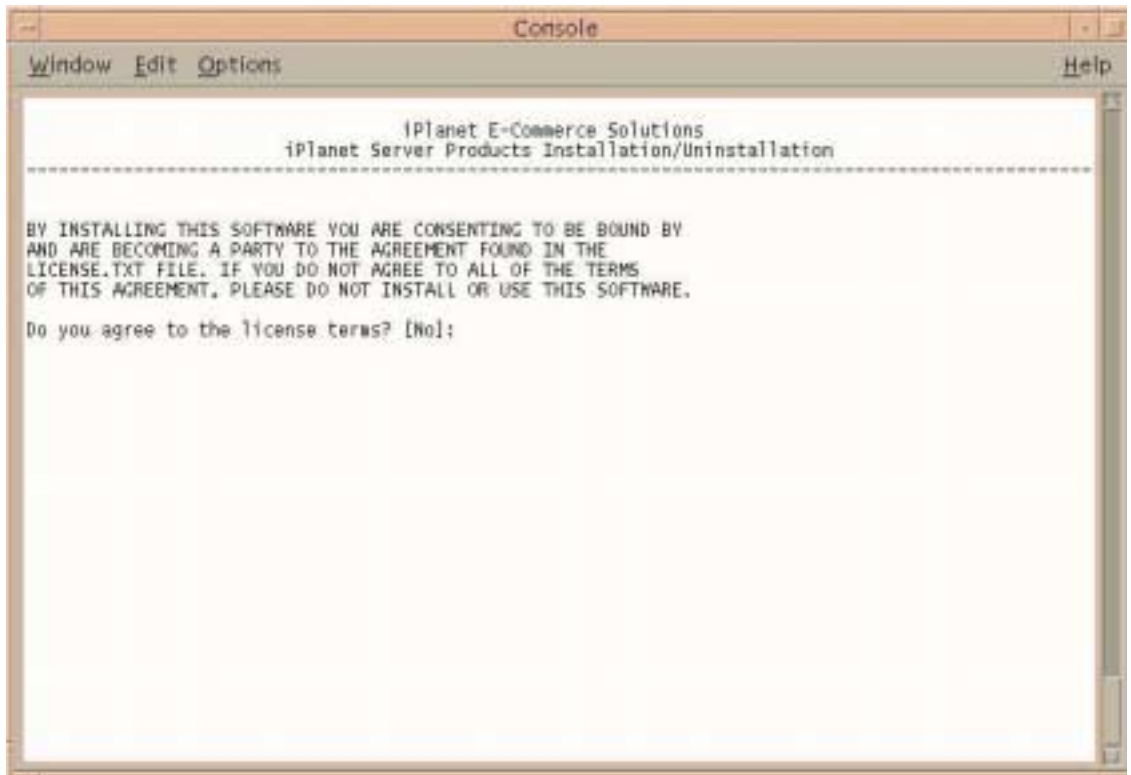 Console
Window Edit Options Help
iPlanet E-Commerce Solutions
iPlanet Server Products Installation/Uninstallation
--------------------------------------------------------------------------------
BY INSTALLING THIS SOFTWARE YOU ARE CONSENTING TO BE BOUND BY
AND ARE BECOMING A PARTY TO THE AGREEMENT FOUND IN THE
LICENSE.TXT FILE. IF YOU DO NOT AGREE TO ALL OF THE TERMS
OF THIS AGREEMENT, PLEASE DO NOT INSTALL OR USE THIS SOFTWARE.
Do you agree to the license terms? [No]: